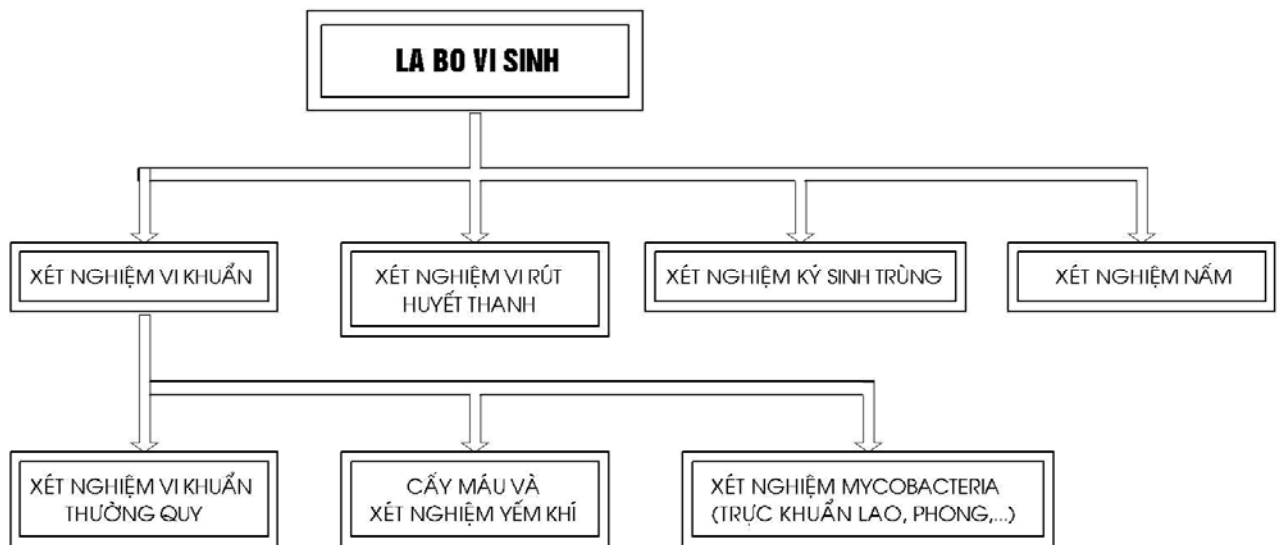 LA BO VI SINH
XÉT NGHIỆM VI KHUẨN
XÉT NGHIỆM VI RÚT
HUYẾT THANH
XÉT NGHIỆM KÝ SINH TRÙNG
XÉT NGHIỆM NẤM
XÉT NGHIỆM VI KHUẨN
THƯỜNG QUY
CẤY MÁU VÀ
XÉT NGHIỆM YẾM KHÍ
XÉT NGHIỆM MYCOBACTERIA
(TRỰC KHUẨN LAO, PHONG,...)